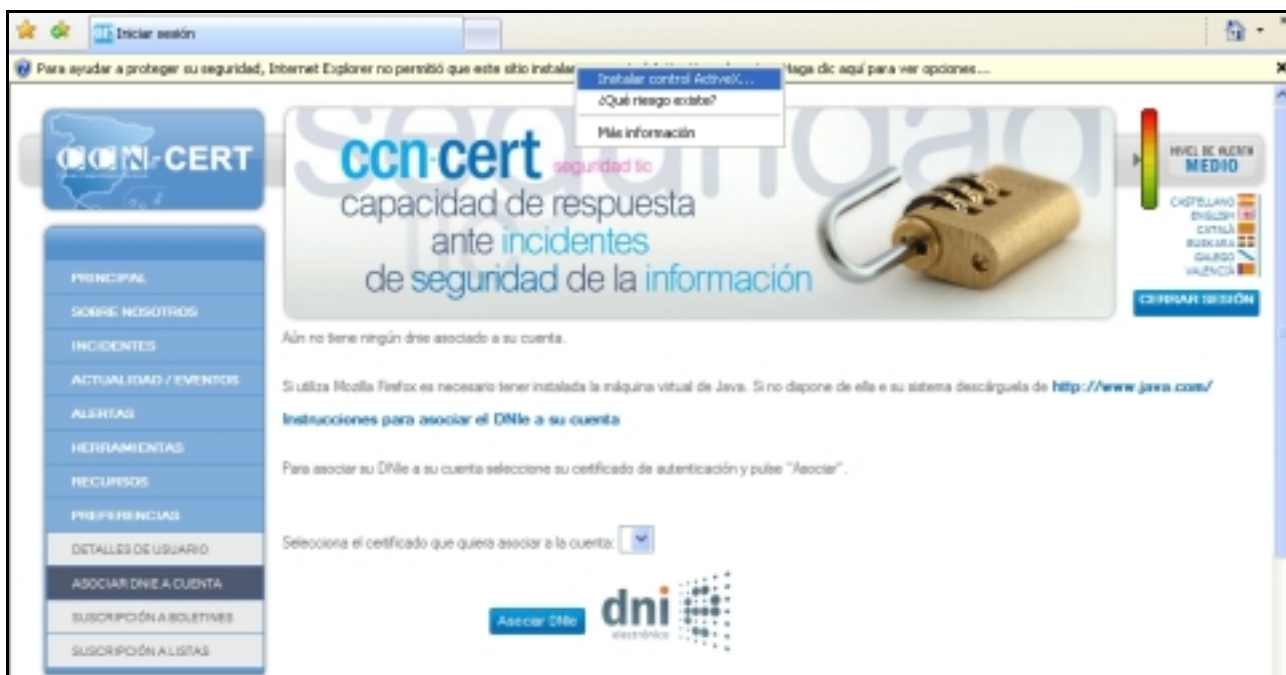 Iniciar sesión
Para ayudar a proteger su seguridad, Internet Explorer no permitió que este sitio instalar
Haga clic aquí para ver opciones...
Instalar control ActiveX...
¿Qué riesgo existe?
Más información
CCN-CERT
seguridad
ccn-cert seguridad tic
capacidad de respuesta
ante incidentes
de seguridad de la información
NIVEL DE ALERTA
MEDIO
CASTELLANO
ENGLISH
CATALÀ
EUSKARA
GALEGO
VALENCIÀ
CERRAR SESIÓN
PRINCIPAL
SOBRE NOSOTROS
INCIDENTES
ACTUALIDAD / EVENTOS
ALERTAS
HERRAMIENTAS
RECURSOS
PREFERENCIAS
DETALLES DE USUARIO
ASOCIAR DNIE A CUENTA
SUSCRIPCIÓN A BOLETINES
SUSCRIPCIÓN A LISTAS
Aún no tiene ningún dnie asociado a su cuenta.
Si utiliza Mozilla Firefox es necesario tener instalada la máquina virtual de Java. Si no dispone de ella e su sistema descárguela de http://www.java.com/
Instrucciones para asociar el DNIe a su cuenta
Para asociar su DNIe a su cuenta seleccione su certificado de autenticación y pulse "Asociar".
Selecciona el certificado que quiera asociar a la cuenta:
Asociar DNIe
dni
electrónico